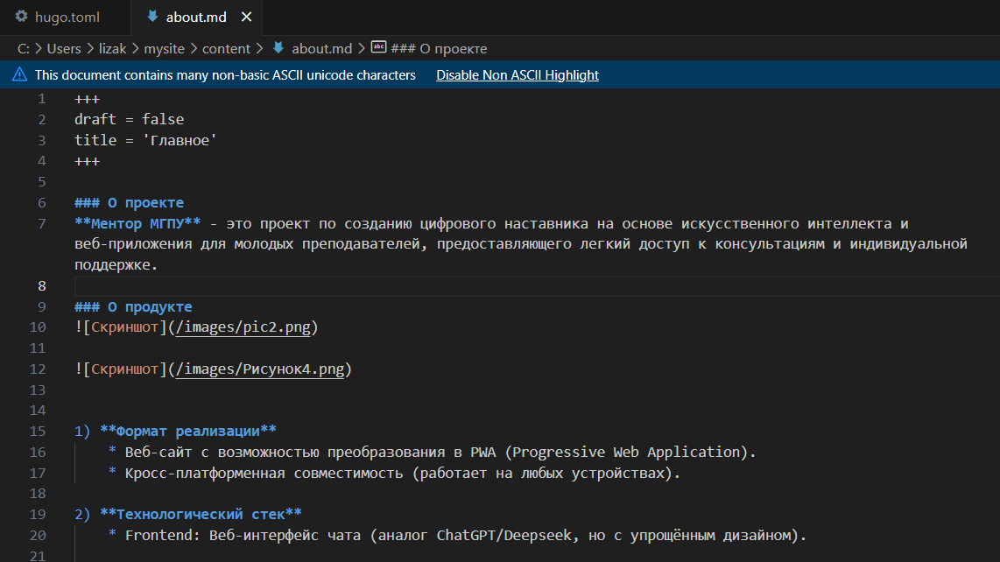 hugo.toml about.md
C: > Users > lizak > mysite > content > about.md > abc ### О проекте
This document contains many non-basic ASCII unicode characters Disable Non ASCII Highlight
1 +++
2 draft = false
3 title = 'Главное'
4 +++
5
6 ### О проекте
7 **Ментор МГПУ** - это проект по созданию цифрового наставника на основе искусственного интеллекта и
веб-приложения для молодых преподавателей, предоставляющего легкий доступ к консультациям и индивидуальной
поддержке.
8
9 ### О продукте
10 ![Скриншот](/images/pic2.png)
11
12 ![Скриншот](/images/Рисунок4.png)
13
14
15 1) **Формат реализации**
16 * Веб-сайт с возможностью преобразования в PWA (Progressive Web Application).
17 * Кросс-платформенная совместимость (работает на любых устройствах).
18
19 2) **Технологический стек**
20 * Frontend: Веб-интерфейс чата (аналог ChatGPT/Deepseek, но с упрощённым дизайном).
21